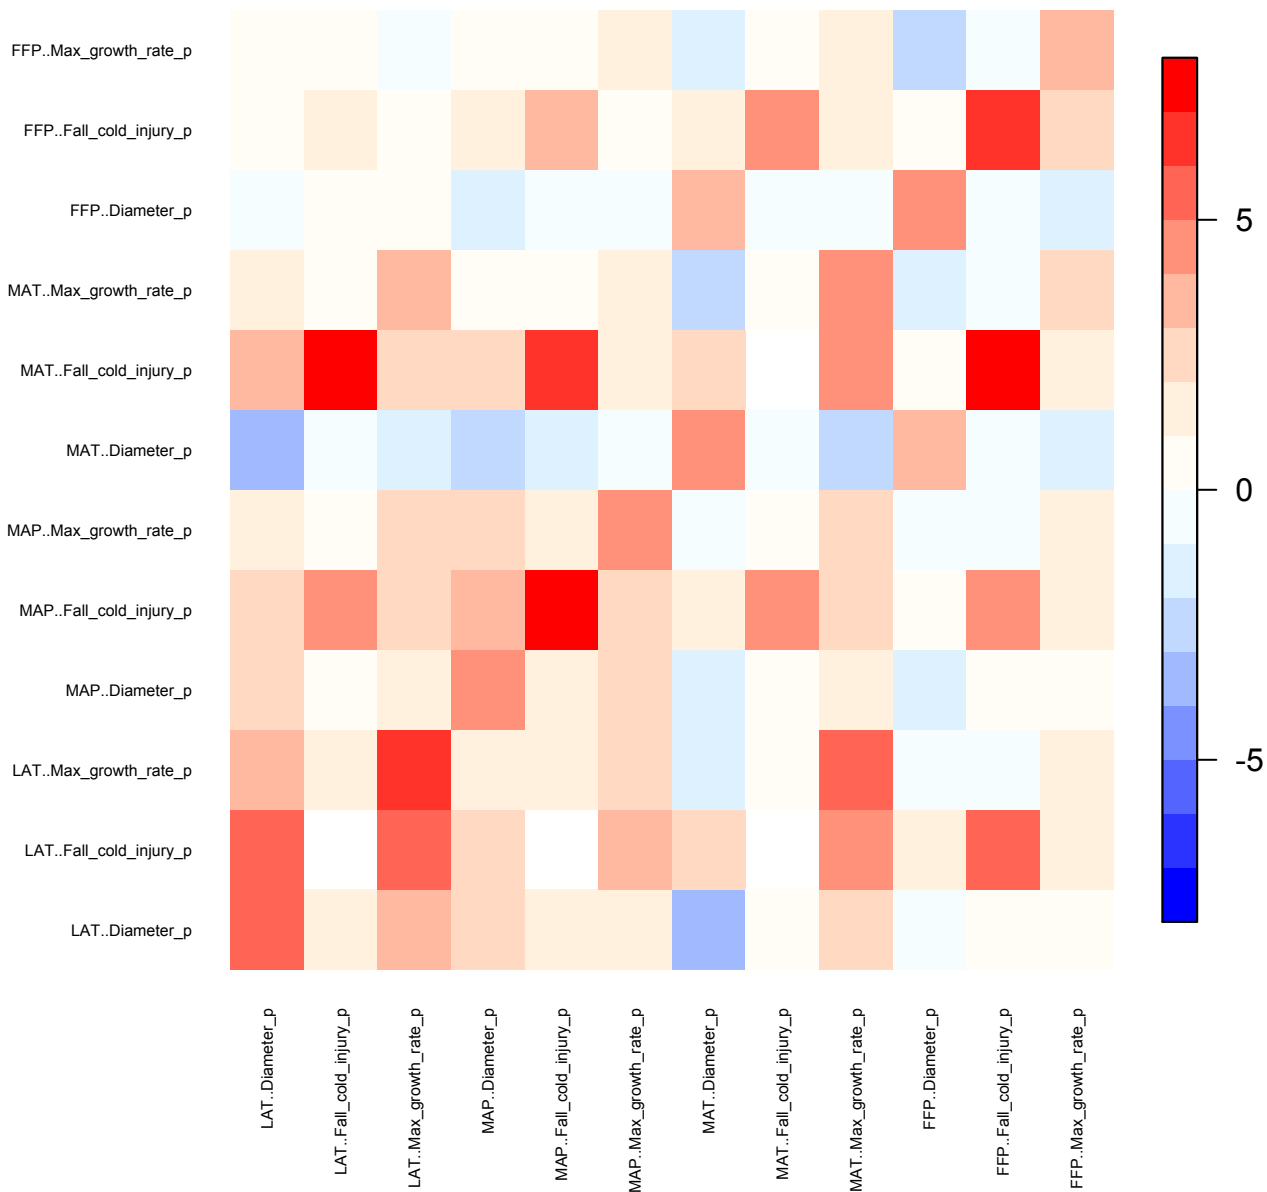 FFP..Max_growth_rate_p
FFP..Fall_cold_injury_p
FFP..Diameter_p
MAT..Max_growth_rate_p
MAT..Fall_cold_injury_p
MAT..Diameter_p
MAP..Max_growth_rate_p
MAP..Fall_cold_injury_p
MAP..Diameter_p
LAT..Max_growth_rate_p
LAT..Fall_cold_injury_p
LAT..Diameter_p
LAT..Diameter_p
LAT..Fall_cold_injury_p
LAT..Max_growth_rate_p
MAP..Diameter_p
MAP..Fall_cold_injury_p
MAP..Max_growth_rate_p
MAT..Diameter_p
MAT..Fall_cold_injury_p
MAT..Max_growth_rate_p
FFP..Diameter_p
FFP..Fall_cold_injury_p
FFP..Max_growth_rate_p
5
0
-5